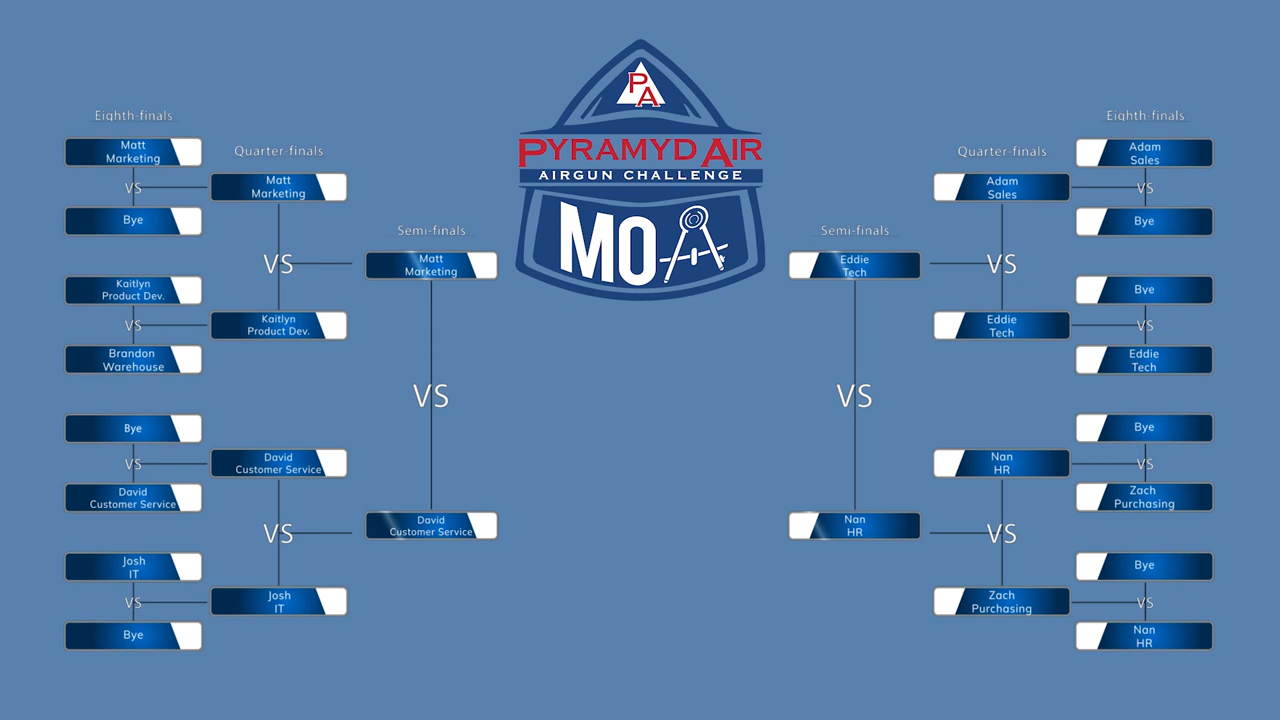 PA
PYRAMYD AIR
AIRGUN CHALLENGE
MOA
Eighth-finals
Matt
Marketing
VS
Bye
Kaitlyn
Product Dev.
VS
Brandon
Warehouse
Bye
VS
David
Customer Service
Josh
IT
VS
Bye
Quarter-finals
Matt
Marketing
VS
Kaitlyn
Product Dev.
David
Customer Service
VS
Josh
IT
Semi-finals
Matt
Marketing
VS
David
Customer Service
Semi-finals
Eddie
Tech
VS
Nan
HR
Quarter-finals
Adam
Sales
VS
Eddie
Tech
Nan
HR
VS
Zach
Purchasing
Eighth-finals
Adam
Sales
VS
Bye
Bye
VS
Eddie
Tech
Bye
VS
Zach
Purchasing
Bye
VS
Nan
HR